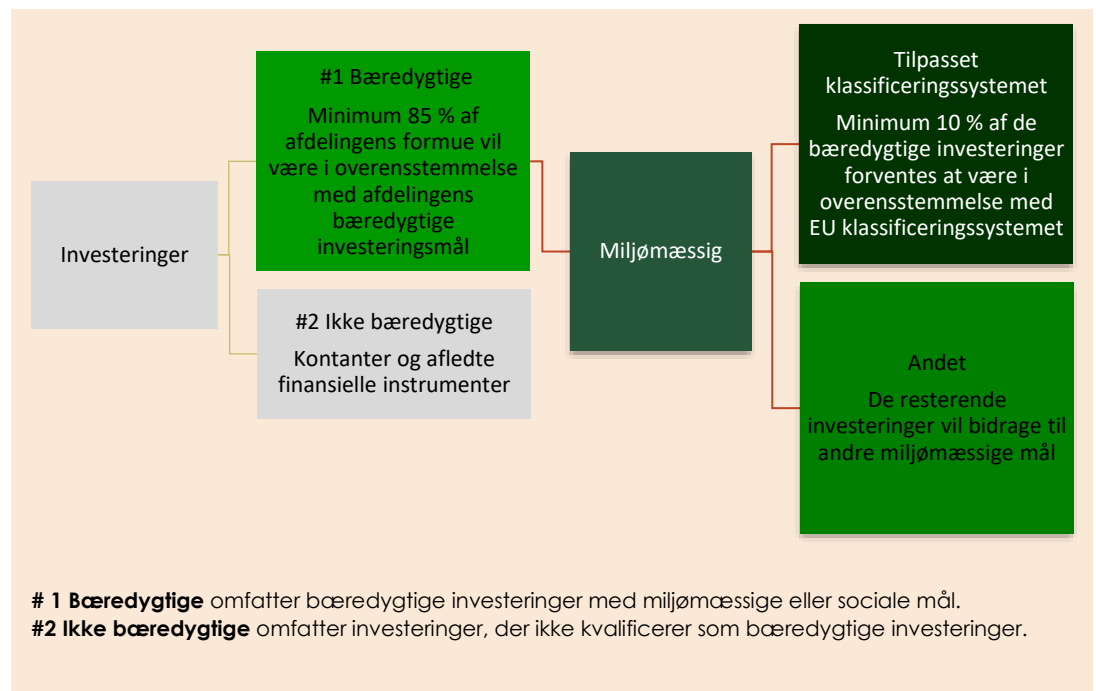 Investeringer
#1 Bæredygtige
Minimum 85 % af
afdelingens formue vil
være i overensstemmelse
med afdelingens
bæredygtige
investeringsmål
#2 Ikke bæredygtige
Kontanter og afledte
finansielle instrumenter
Miljømæssig
Tilpasset
klassificeringssystemet
Minimum 10 % af de
bæredygtige investeringer
forventes at være i
overensstemmelse med
EU klassificeringssystemet
Andet
De resterende
investeringer vil bidrage til
andre miljømæssige mål
# 1 Bæredygtige omfatter bæredygtige investeringer med miljømæssige eller sociale mål.
#2 Ikke bæredygtige omfatter investeringer, der ikke kvalificerer som bæredygtige investeringer.